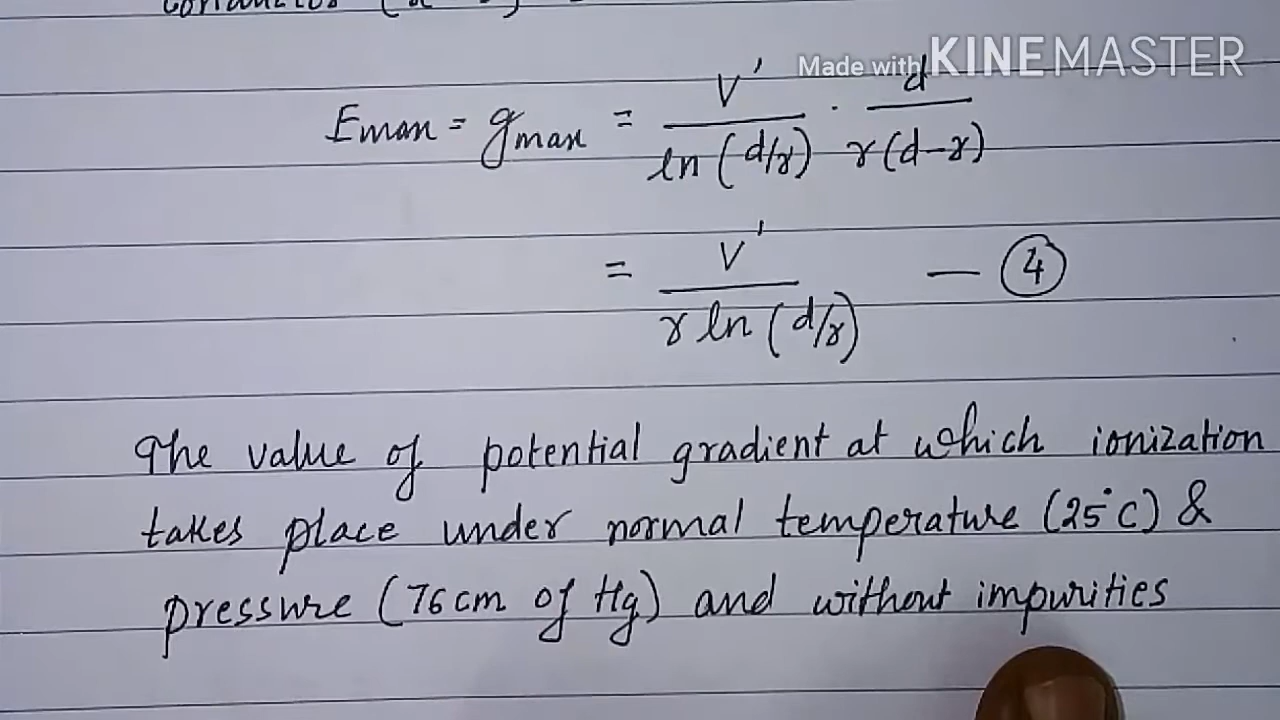 Made with KINEMASTER
Emax = gmax = V' / ln(d/r) · d / r(d-r)
= V' / r ln(d/r) — 4
The value of potential gradient at which ionization
takes place under normal temperature (25°C) &
pressure (76 cm of Hg) and without impurities